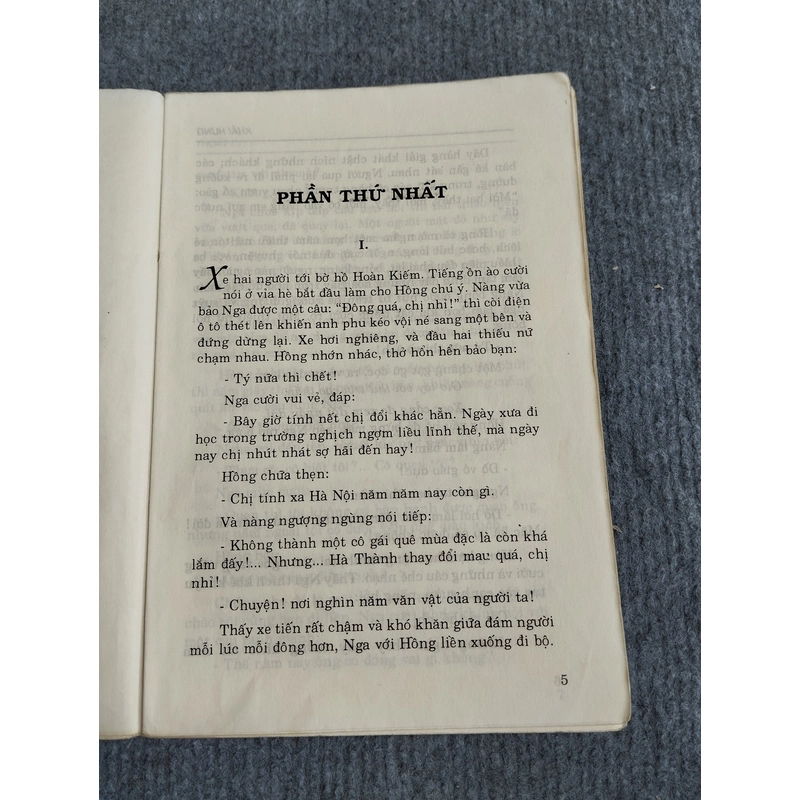 PHẦN THỨ NHẤT
I.
Xe hai người tới bờ hồ Hoàn Kiếm. Tiếng ồn ào cười
nói ở vỉa hè bắt đầu làm cho Hồng chú ý. Nàng vừa
bảo Nga được một câu: “Đông quá, chị nhỉ!” thì còi điện
ô tô thét lên khiến anh phu kéo vội né sang một bên và
đứng dừng lại. Xe hơi nghiêng, và đầu hai thiếu nữ
chạm nhau. Hồng nhớn nhác, thở hổn hển bảo bạn:
- Tý nữa thì chết!
Nga cười vui vẻ, đáp:
- Bây giờ tính nết chị đổi khác hẳn. Ngày xưa đi
học trong trường nghịch ngợm liều lĩnh thế, mà ngày
nay chị nhút nhát sợ hãi đến hay!
Hồng chữa thẹn:
- Chị tính xa Hà Nội năm năm nay còn gì.
Và nàng ngượng ngùng nói tiếp:
- Không thành một cô gái quê mùa đặc là còn khá
lắm đấy!... Nhưng... Hà Thành thay đổi mau quá, chị
nhỉ!
- Chuyện! nơi nghìn năm văn vật của người ta!
Thấy xe tiến rất chậm và khó khăn giữa đám người
mỗi lúc mỗi đông hơn, Nga với Hồng liền xuống đi bộ.
5